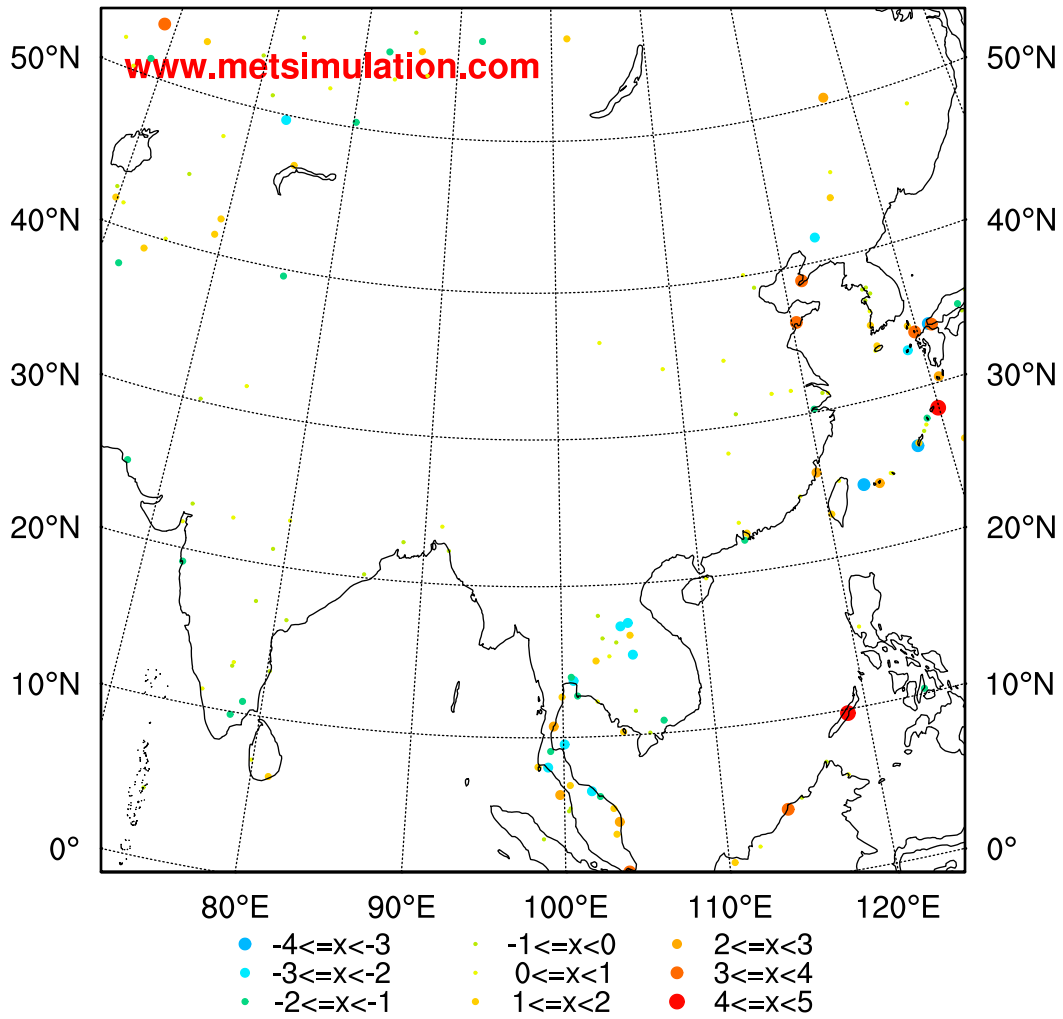 www.metsimulation.com
50°N 50°N
40°N 40°N
30°N 30°N
20°N 20°N
10°N 10°N
0° 0°
80°E 90°E 100°E 110°E 120°E
-4<=x<-3 -1<=x<0 2<=x<3
-3<=x<-2 0<=x<1 3<=x<4
-2<=x<-1 1<=x<2 4<=x<5